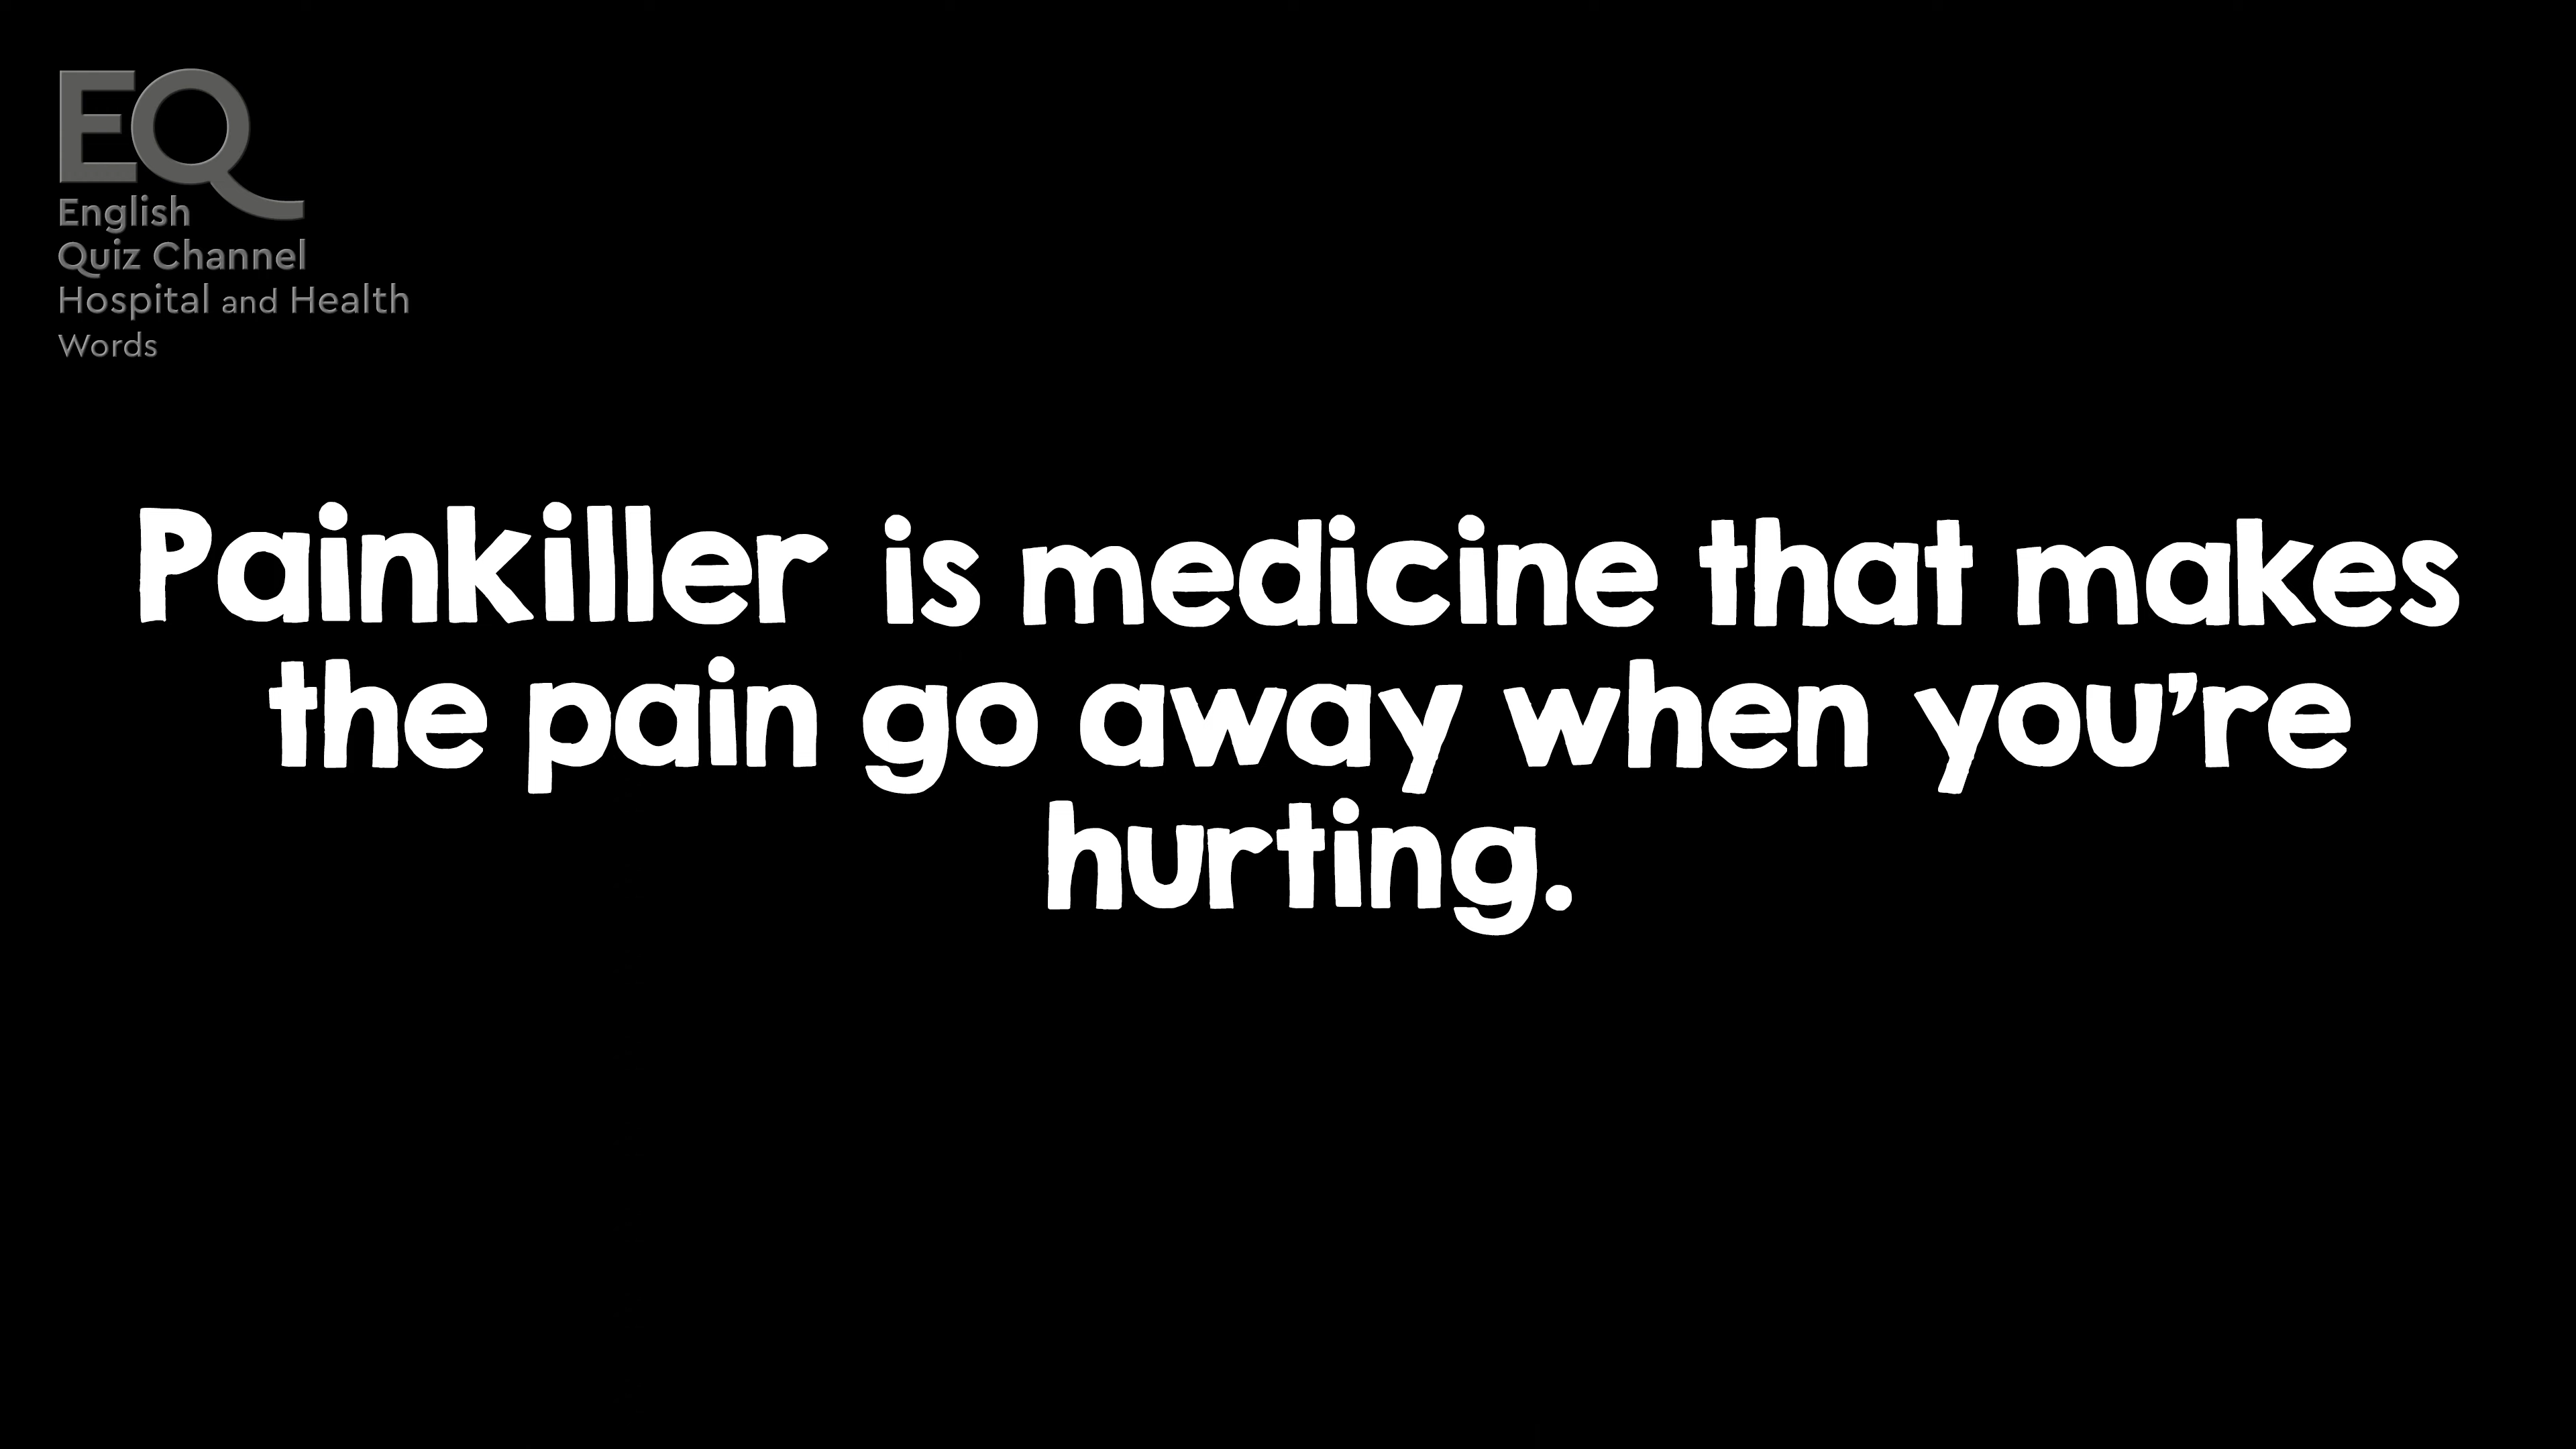 EQ
English
Quiz Channel
Hospital and Health
Words
Painkiller is medicine that makes
the pain go away when you're
hurting.